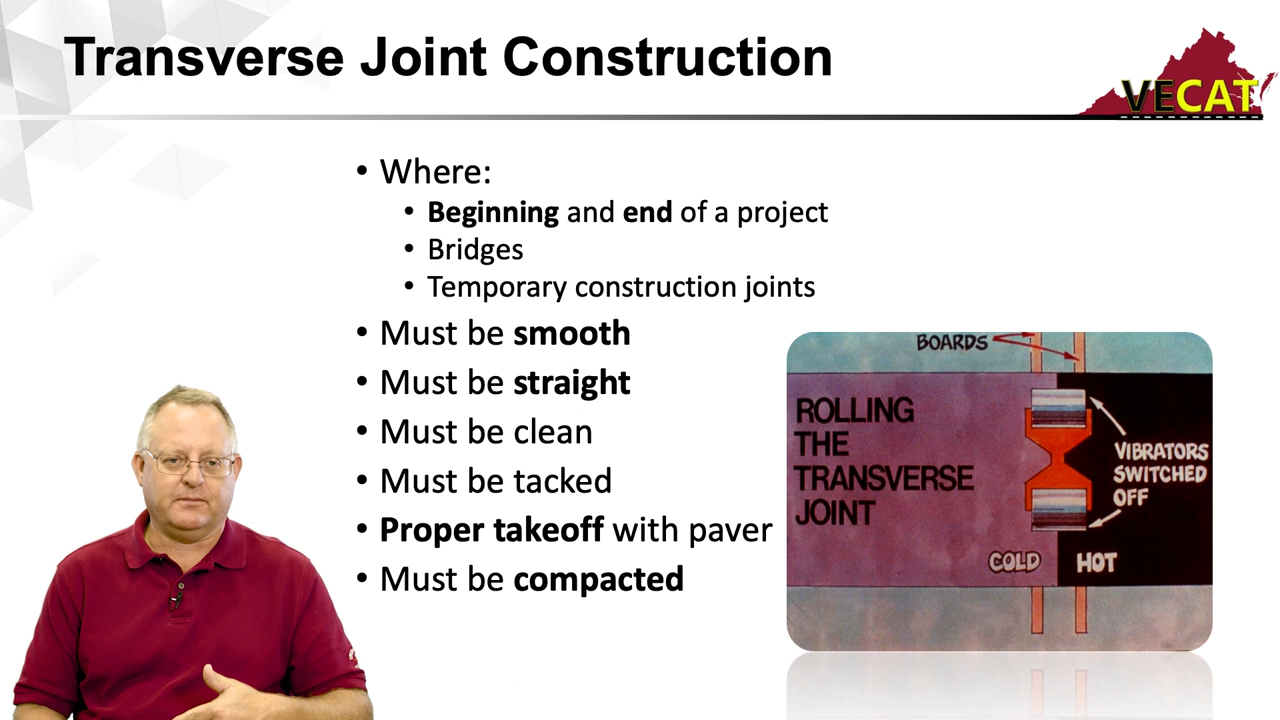 Transverse Joint Construction
VECAT
• Where:
• Beginning and end of a project
• Bridges
• Temporary construction joints
• Must be smooth
• Must be straight
• Must be clean
• Must be tacked
• Proper takeoff with paver
• Must be compacted
BOARDS
ROLLING
THE
TRANSVERSE
JOINT
VIBRATORS
SWITCHED
OFF
COLD
HOT